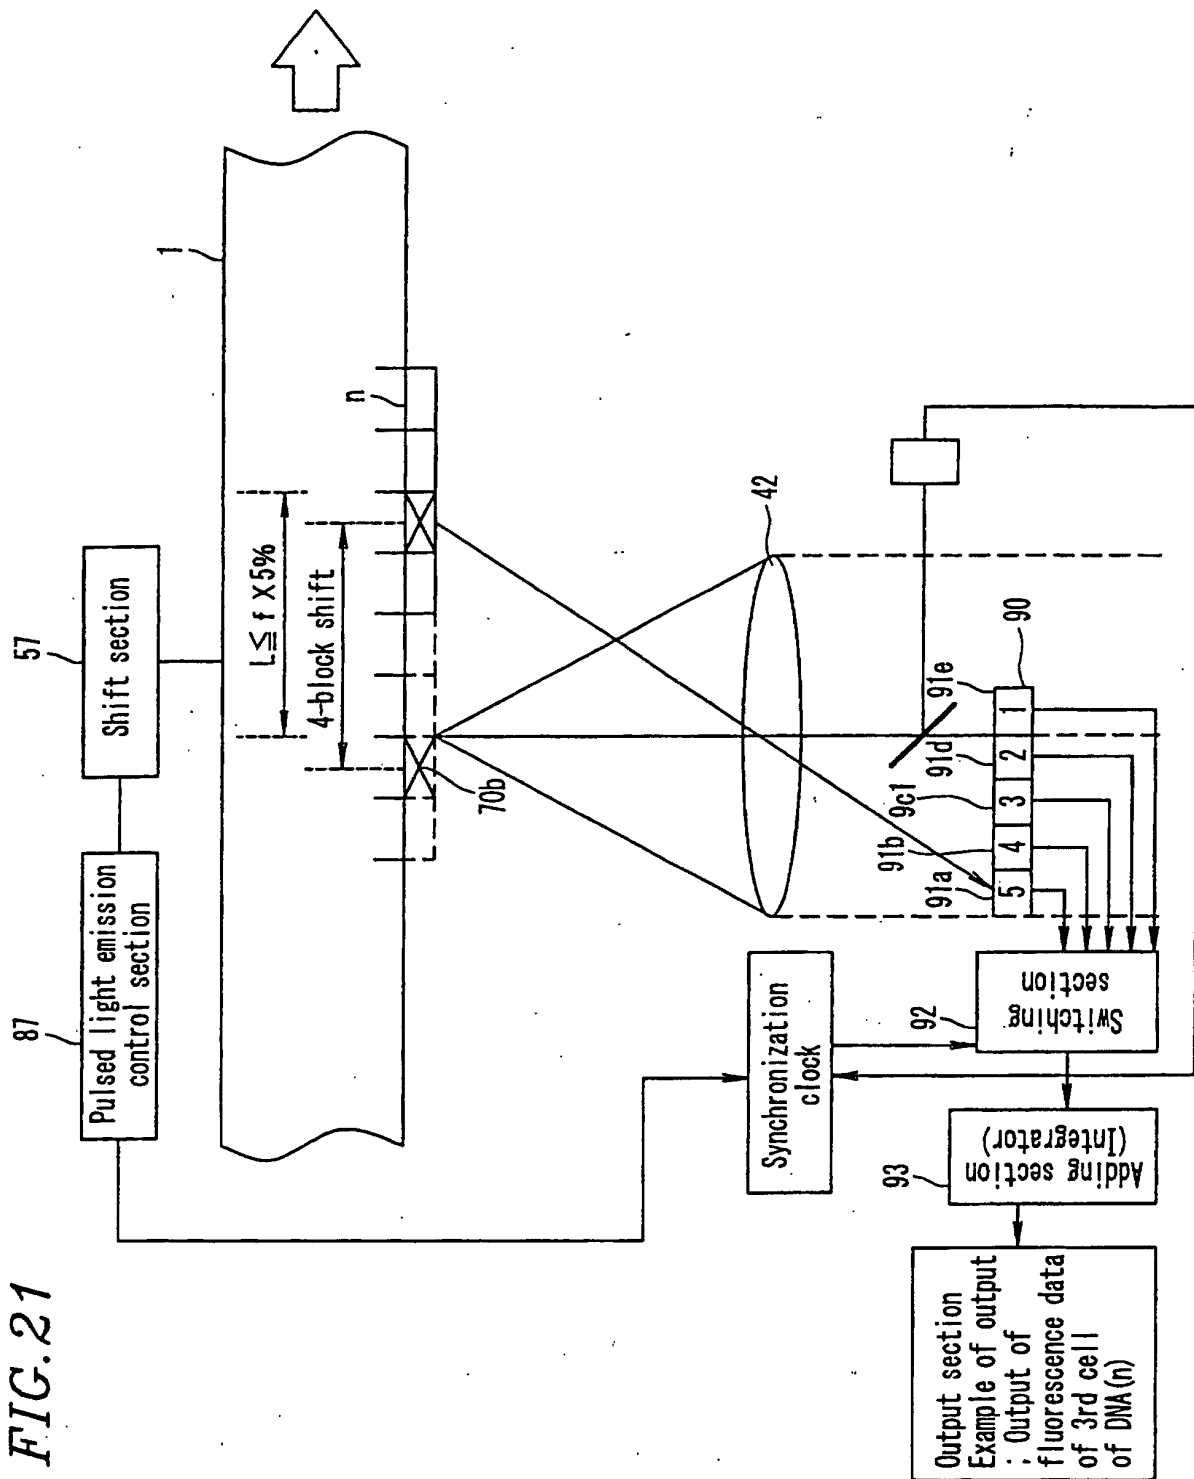 FIG.21
87
Pulsed light emission
control section
57
Shift section
1
L≦f×5%
4-block shift
n
70b
42
Synchronization
clock
90
91a
91b
9c1
91d
91e
5
4
3
2
1
92
Switching
section
93
Adding section
(Integrator)
Output section
Example of output
; Output of
fluorescence data
of 3rd cell
of DNA(n)